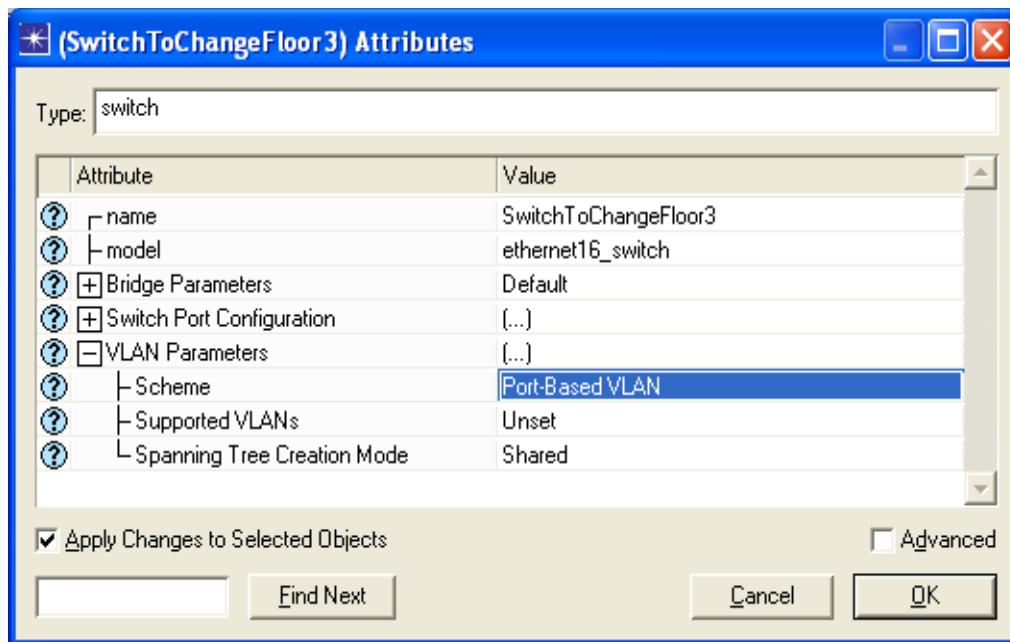 (SwitchToChangeFloor3) Attributes
Type: switch
Attribute Value
name SwitchToChangeFloor3
model ethernet16_switch
Bridge Parameters Default
Switch Port Configuration (...)
VLAN Parameters (...)
Scheme Port-Based VLAN
Supported VLANs Unset
Spanning Tree Creation Mode Shared
Apply Changes to Selected Objects Advanced
Find Next Cancel OK